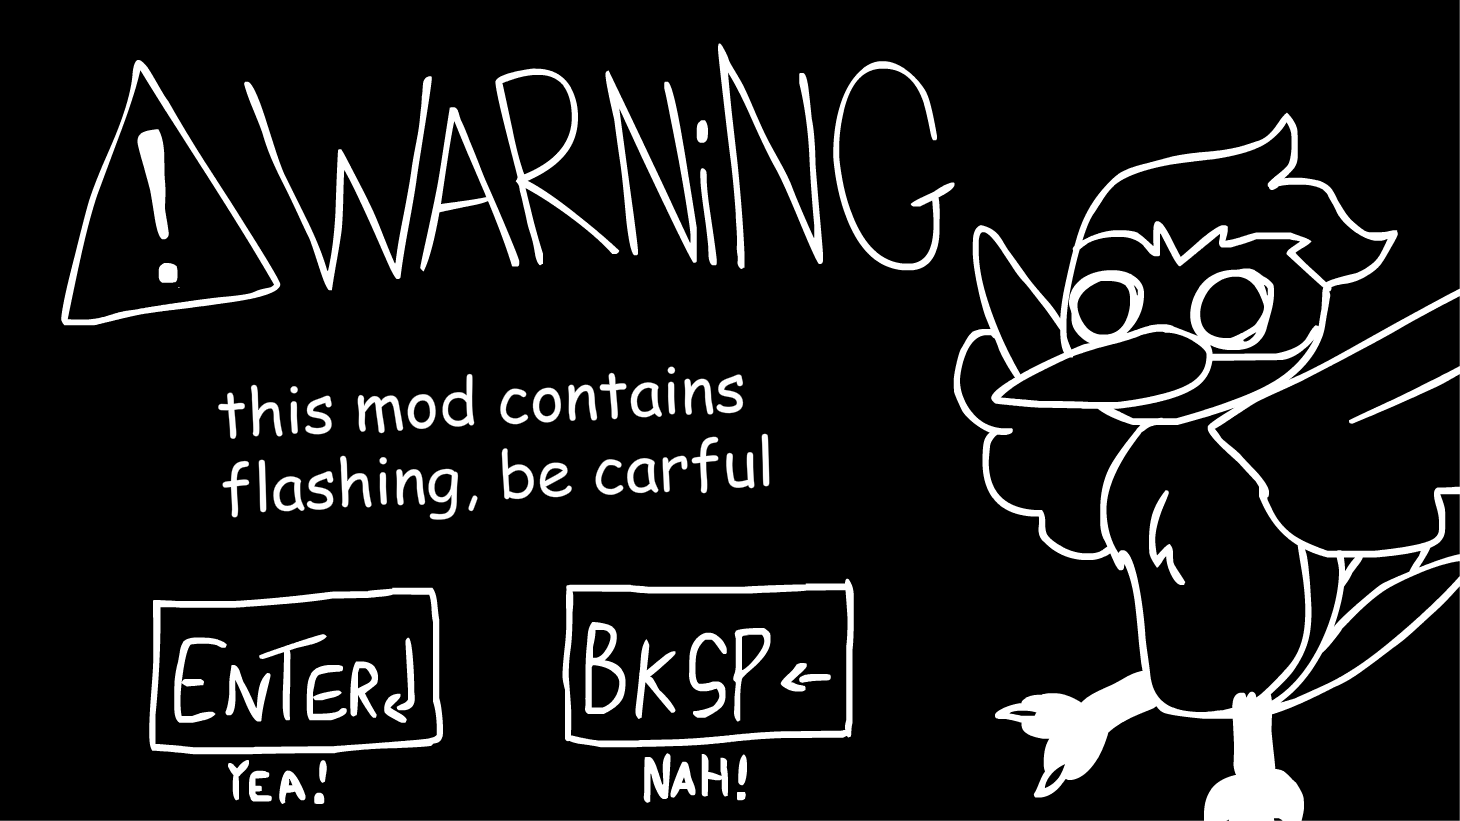 ! WARNiNG
this mod contains
flashing, be carful
ENTER↲ BKSP←
YEA! NAH!